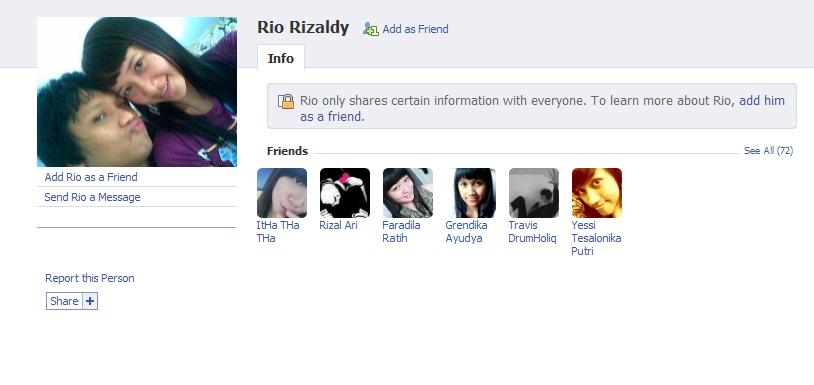 Rio Rizaldy
Add as Friend
Info
Rio only shares certain information with everyone. To learn more about Rio, add him
as a friend.
Add Rio as a Friend
Send Rio a Message
Report this Person
Share +
Friends
See All (72)
ItHa THa
THa
Rizal Ari
Faradila
Ratih
Grendika
Ayudya
Travis
DrumHoliq
Yessi
Tesalonika
Putri